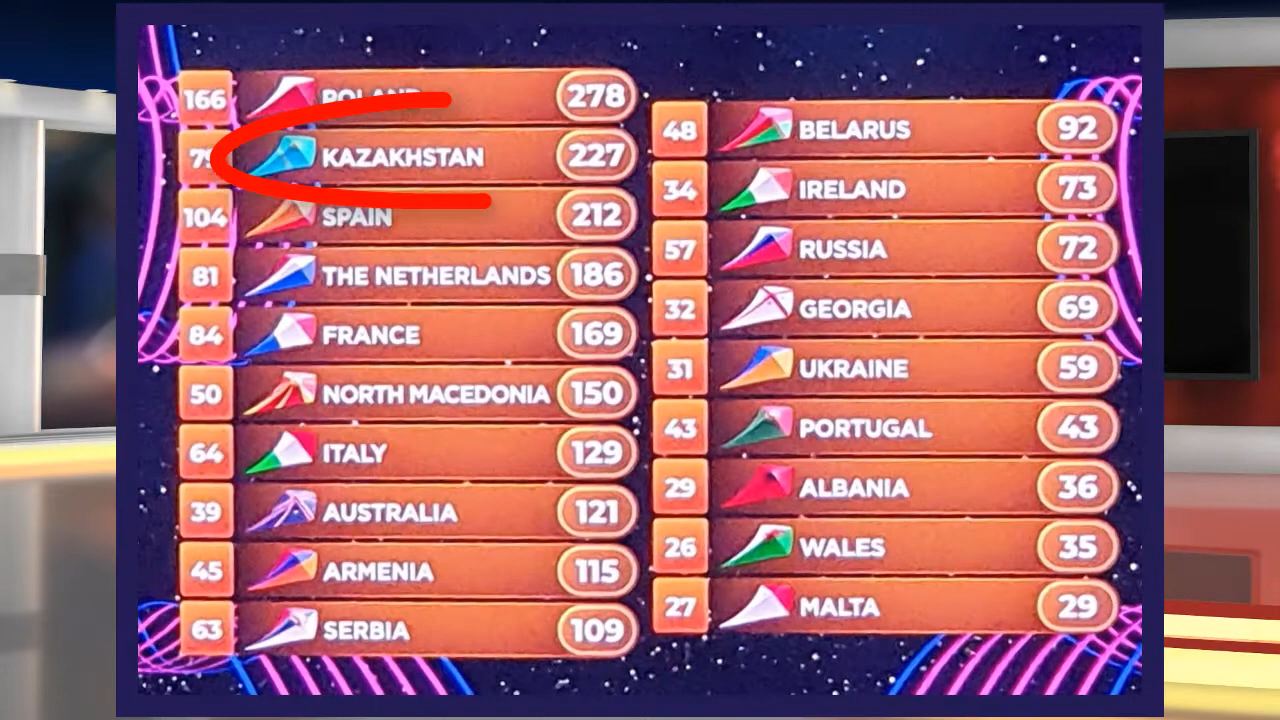 166 POLAND 278
79 KAZAKHSTAN 227
104 SPAIN 212
81 THE NETHERLANDS 186
84 FRANCE 169
50 NORTH MACEDONIA 150
64 ITALY 129
39 AUSTRALIA 121
45 ARMENIA 115
63 SERBIA 109
48 BELARUS 92
34 IRELAND 73
57 RUSSIA 72
32 GEORGIA 69
31 UKRAINE 59
43 PORTUGAL 43
29 ALBANIA 36
26 WALES 35
27 MALTA 29